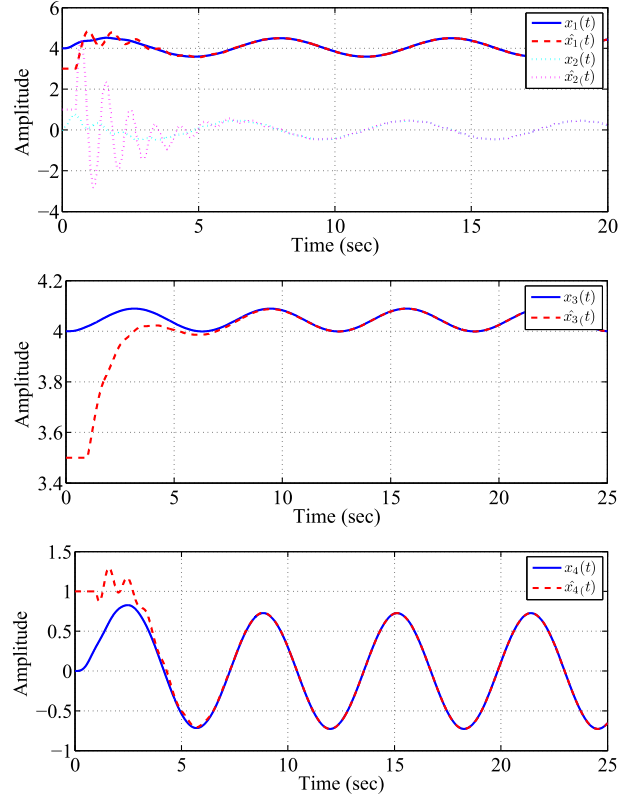 6
4
2
0
−2
−4
Amplitude
0
5
10
15
20
Time (sec)
x₁(t)
x̂₁(t)
x₂(t)
x̂₂(t)
4.2
4
3.8
3.6
3.4
Amplitude
0
5
10
15
20
25
Time (sec)
x₃(t)
x̂₃(t)
1.5
1
0.5
0
−0.5
−1
Amplitude
0
5
10
15
20
25
Time (sec)
x₄(t)
x̂₄(t)